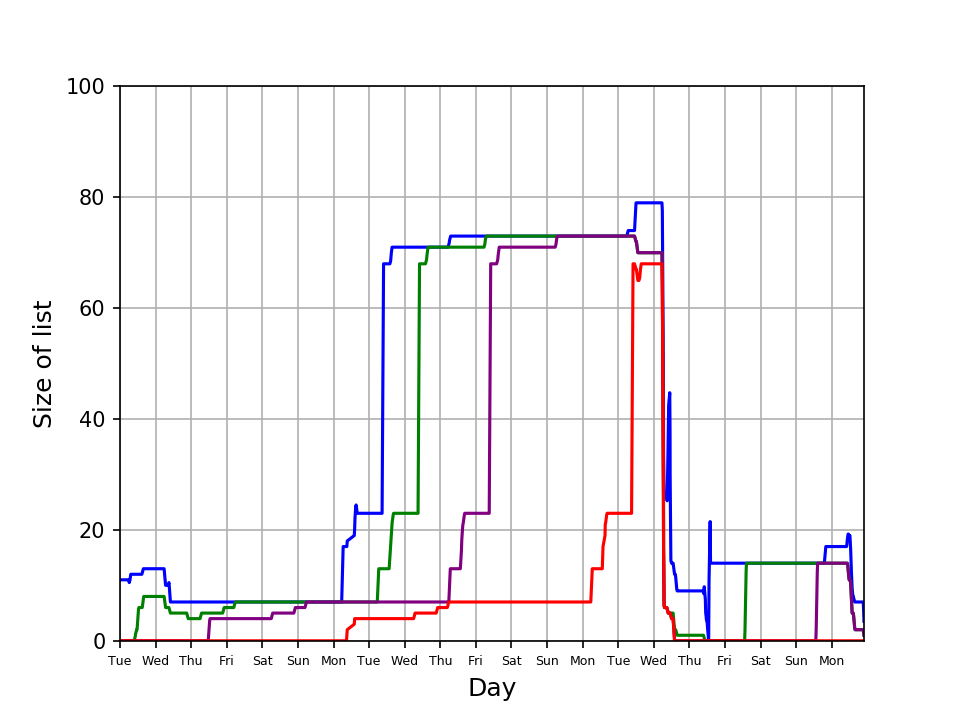 100
80
60
40
20
0
Size of list
Tue Wed Thu Fri Sat Sun Mon Tue Wed Thu Fri Sat Sun Mon Tue Wed Thu Fri Sat Sun Mon
Day